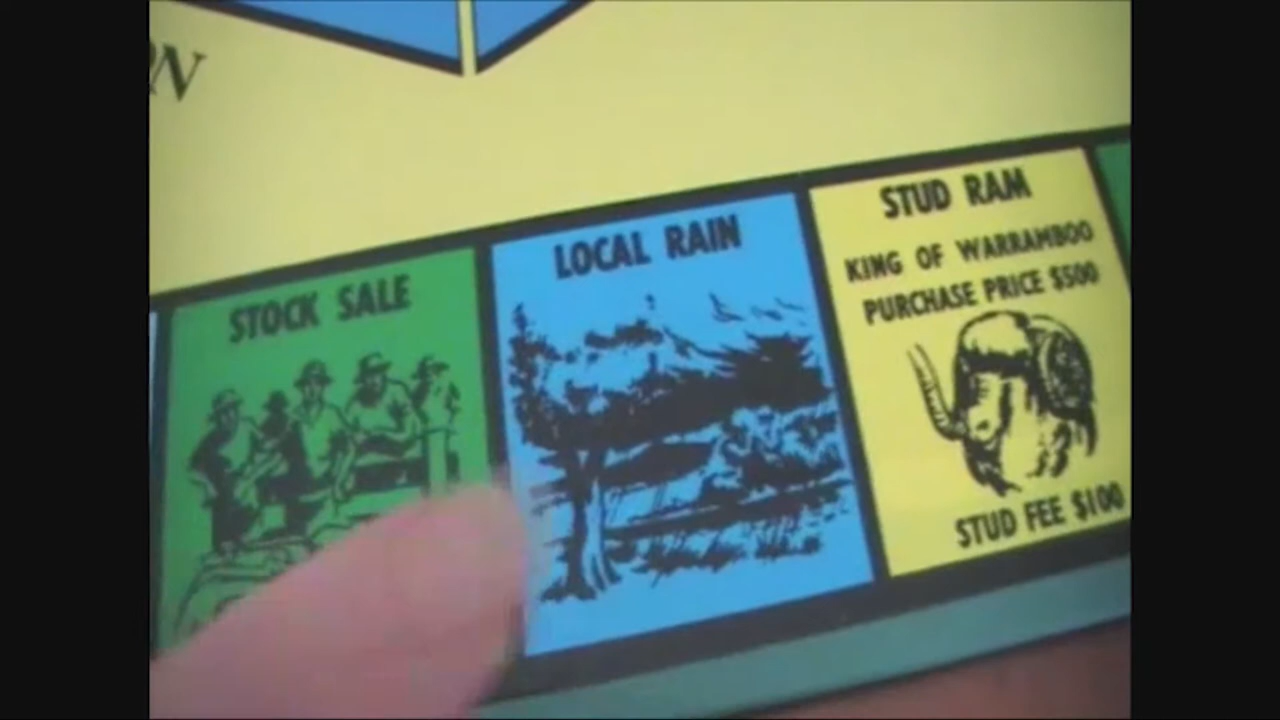 STOCK SALE
LOCAL RAIN
STUD RAM
KING OF WARRAMBOO
PURCHASE PRICE $500
STUD FEE $100